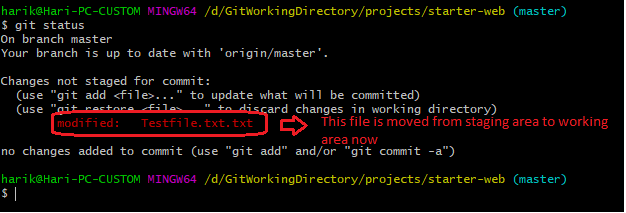 harik@Hari-PC-CUSTOM MINGW64 /d/GitWorkingDirectory/projects/starter-web (master)
$ git status
On branch master
Your branch is up to date with 'origin/master'.
Changes not staged for commit:
(use "git add <file>..." to update what will be committed)
(use "git restore <file>..." to discard changes in working directory)
modified:   Testfile.txt.txt
This file is moved from staging area to working
area now
no changes added to commit (use "git add" and/or "git commit -a")
harik@Hari-PC-CUSTOM MINGW64 /d/GitWorkingDirectory/projects/starter-web (master)
$